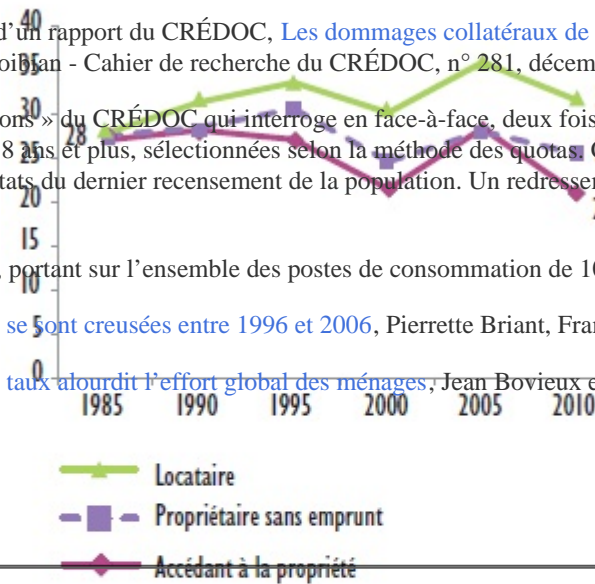 40
d’un rapport du CRÉDOC, Les dommages collatéraux de
35
oibian - Cahier de recherche du CRÉDOC, n° 281, décem
30
ons » du CRÉDOC qui interroge en face-à-face, deux fois
28
8 ans et plus, sélectionnées selon la méthode des quotas.
25
tats du dernier recensement de la population. Un redresser
20
15
, portant sur l’ensemble des postes de consommation de 10
10
se sont creusées entre 1996 et 2006, Pierrette Briant, Fran
5
0
taux alourdit l’effort global des ménages, Jean Bovieux e
1985 1990 1995 2000 2005 2010
Locataire
Propriétaire sans emprunt
Accédant à la propriété